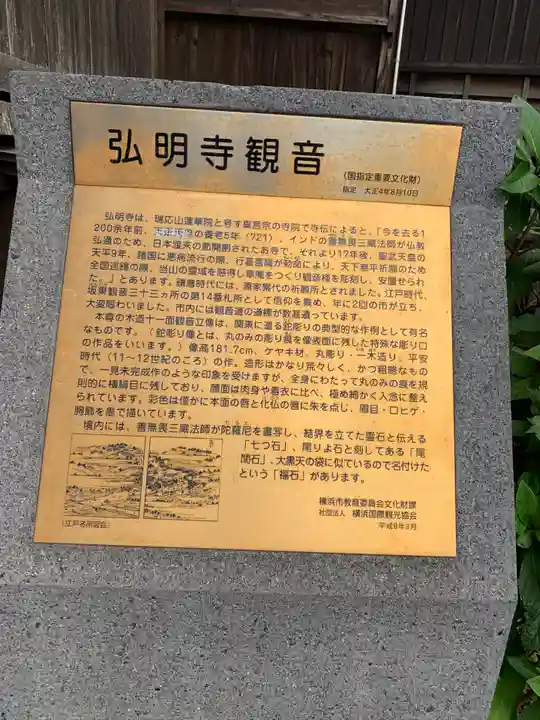 弘明寺観音
(国指定重要文化財)
指定 大正4年8月10日
弘明寺は、瑞応山蓮華院と号す真言宗の寺院で寺伝によると、「今を去る1
200余年前、元正天皇の養老5年(721)、インドの善無畏三蔵法師が仏教
弘通のため、日本渡来の節開創されたお寺で、それより17年後、聖武天皇の
天平9年、諸国に悪病流行の際、行基菩薩が勅命により、天下泰平祈願のため
全国巡錫の際、当山の霊域を感得し草庵をつくり観音様を彫刻し、安置せられ
た。」とあります。鎌倉時代には、源家累代の祈願所とされました。江戸時代、
坂東観音三十三ヵ所の第14番札所として信仰を集め、年に2回の市が立ち、
大変賑わいました。市内には観音道の道標が数基遺っています。
本尊の木造十一面観音立像は、関東に遺る鉈彫りの典型的な作例として有名
なものです。(鉈彫り像とは、丸のみの彫り痕を像表面に残した特殊な彫り口
の作品をいいます。)像高181.7cm、ケヤキ材、丸彫り・一木造り、平安
時代(11〜12世紀のころ)の作。造形はかなり荒々しく、かつ粗略なもの
で、一見未完成作のような印象を受けますが、全身にわたって丸のみの痕を規
則的に横縞目に残しており、顔面は肉身や着衣に比べ、極め細かく入念に整え
られています。彩色は僅かに本面の唇と化仏の唇に朱を点し、眉目・口ヒゲ・
胸飾を墨で描いています。
境内には、善無畏三蔵法師が陀羅尼を書写し、結界を立てた霊石と伝える
「七つ石」、尾りょ石と刻してある「尾
閭石」、大黒天の袋に似ているので名付けた
という「福石」があります。
(江戸名所図会)
横浜市教育委員会文化財課
社団法人 横浜国際観光協会
平成8年3月